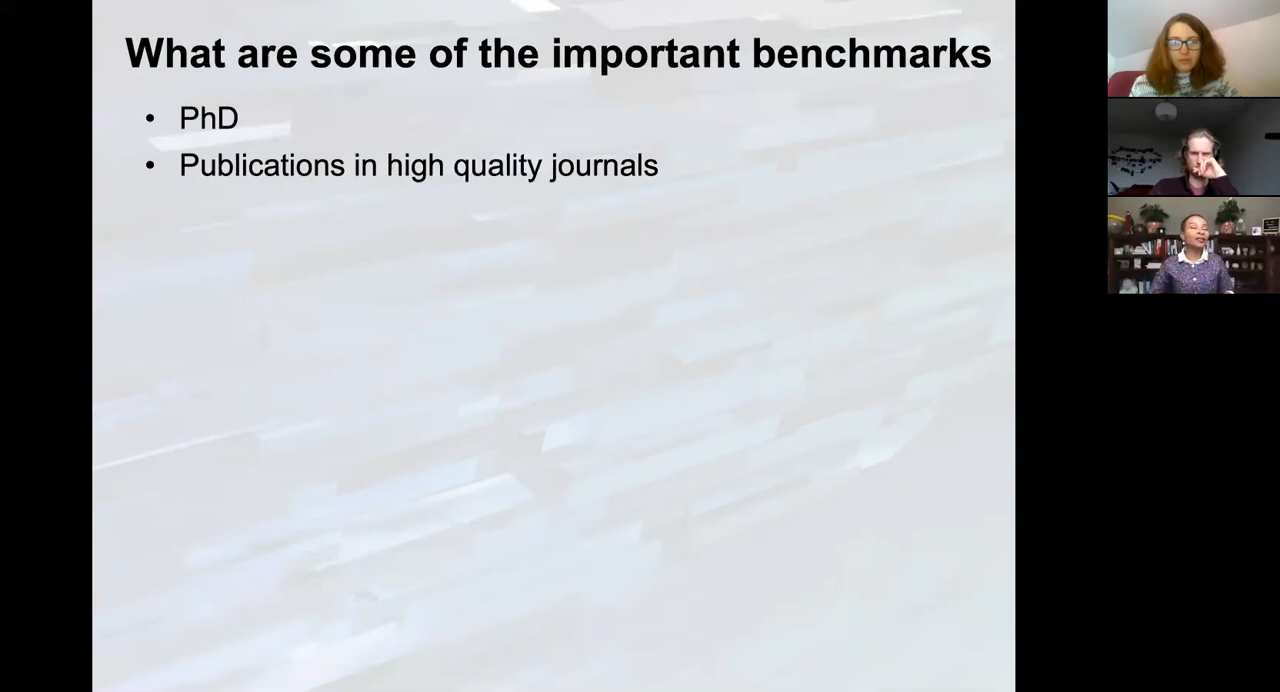 What are some of the important benchmarks
• PhD
• Publications in high quality journals